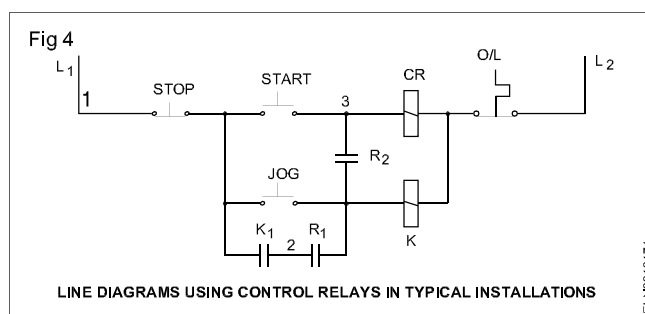 Fig 4
L1
1
STOP
START
3
CR
O/L
L2
R2
JOG
K1
2
R1
K
LINE DIAGRAMS USING CONTROL RELAYS IN TYPICAL INSTALLATIONS